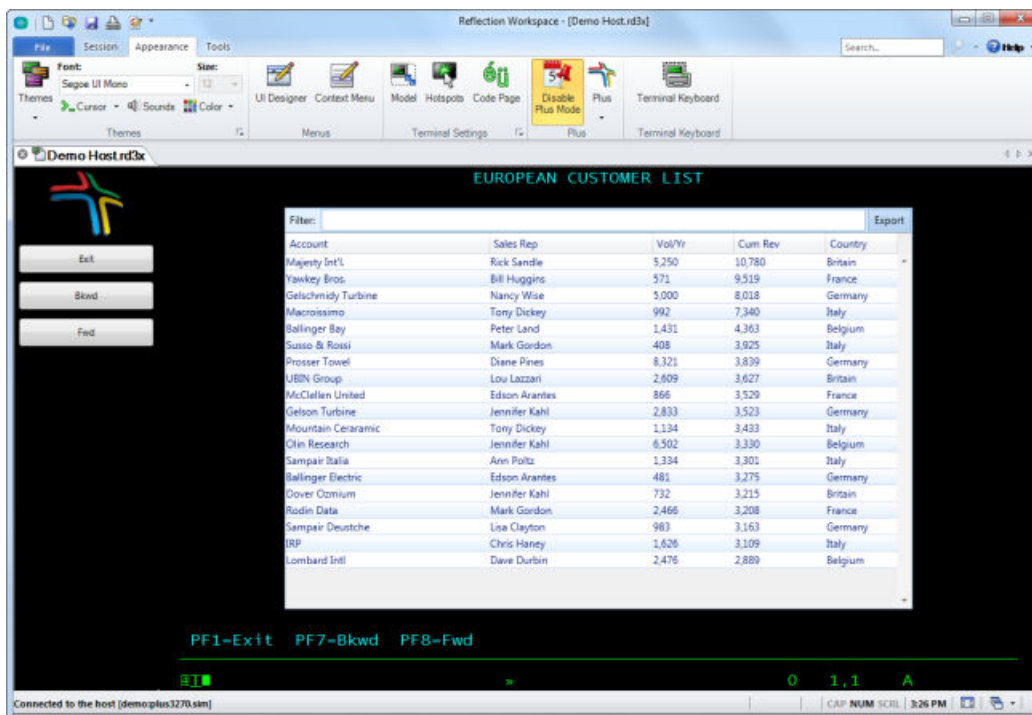 Reflection Workspace - [Demo Host.rd3x]
File Session Appearance Tools Search... Help
Font: Size:
Segoe UI Mono 12
Themes Cursor Sounds Color UI Designer Context Menu Model Hotspots Code Page Disable Plus Mode Plus Terminal Keyboard
Themes Menus Terminal Settings Plus Terminal Keyboard
Demo Host.rd3x
EUROPEAN CUSTOMER LIST
Filter: Export
Account Sales Rep Vol/Yr Cum Rev Country
Majesty Int'l. Rick Sandle 5,250 10,780 Britain
Yawkey Bros. Bill Huggins 571 9,519 France
Gelschmidy Turbine Nancy Wise 5,000 8,018 Germany
Macroissimo Tony Dickey 992 7,340 Italy
Ballinger Bay Peter Land 1,431 4,363 Belgium
Susso & Rossi Mark Gordon 408 3,925 Italy
Prosser Towel Diane Pines 8,321 3,839 Germany
UBIN Group Lou Lazzari 2,609 3,627 Britain
McClellen United Edson Arantes 866 3,529 France
Gelson Turbine Jennifer Kahl 2,833 3,523 Germany
Mountain Ceraramic Tony Dickey 1,134 3,433 Italy
Olin Research Jennifer Kahl 6,502 3,330 Belgium
Sampair Italia Ann Poltz 1,334 3,301 Italy
Ballinger Electric Edson Arantes 481 3,275 Germany
Dover Ozmium Jennifer Kahl 732 3,215 Britain
Rodin Data Mark Gordon 2,466 3,208 France
Sampair Deustche Lisa Clayton 983 3,163 Germany
IRP Chris Haney 1,626 3,109 Italy
Lombard Intl Dave Durbin 2,476 2,889 Belgium
Exit
Bkwd
Fwd
PF1=Exit PF7=Bkwd PF8=Fwd
» O 1,1 A
Connected to the host [demo:plus3270.sim] CAP NUM SCRL 3:26 PM